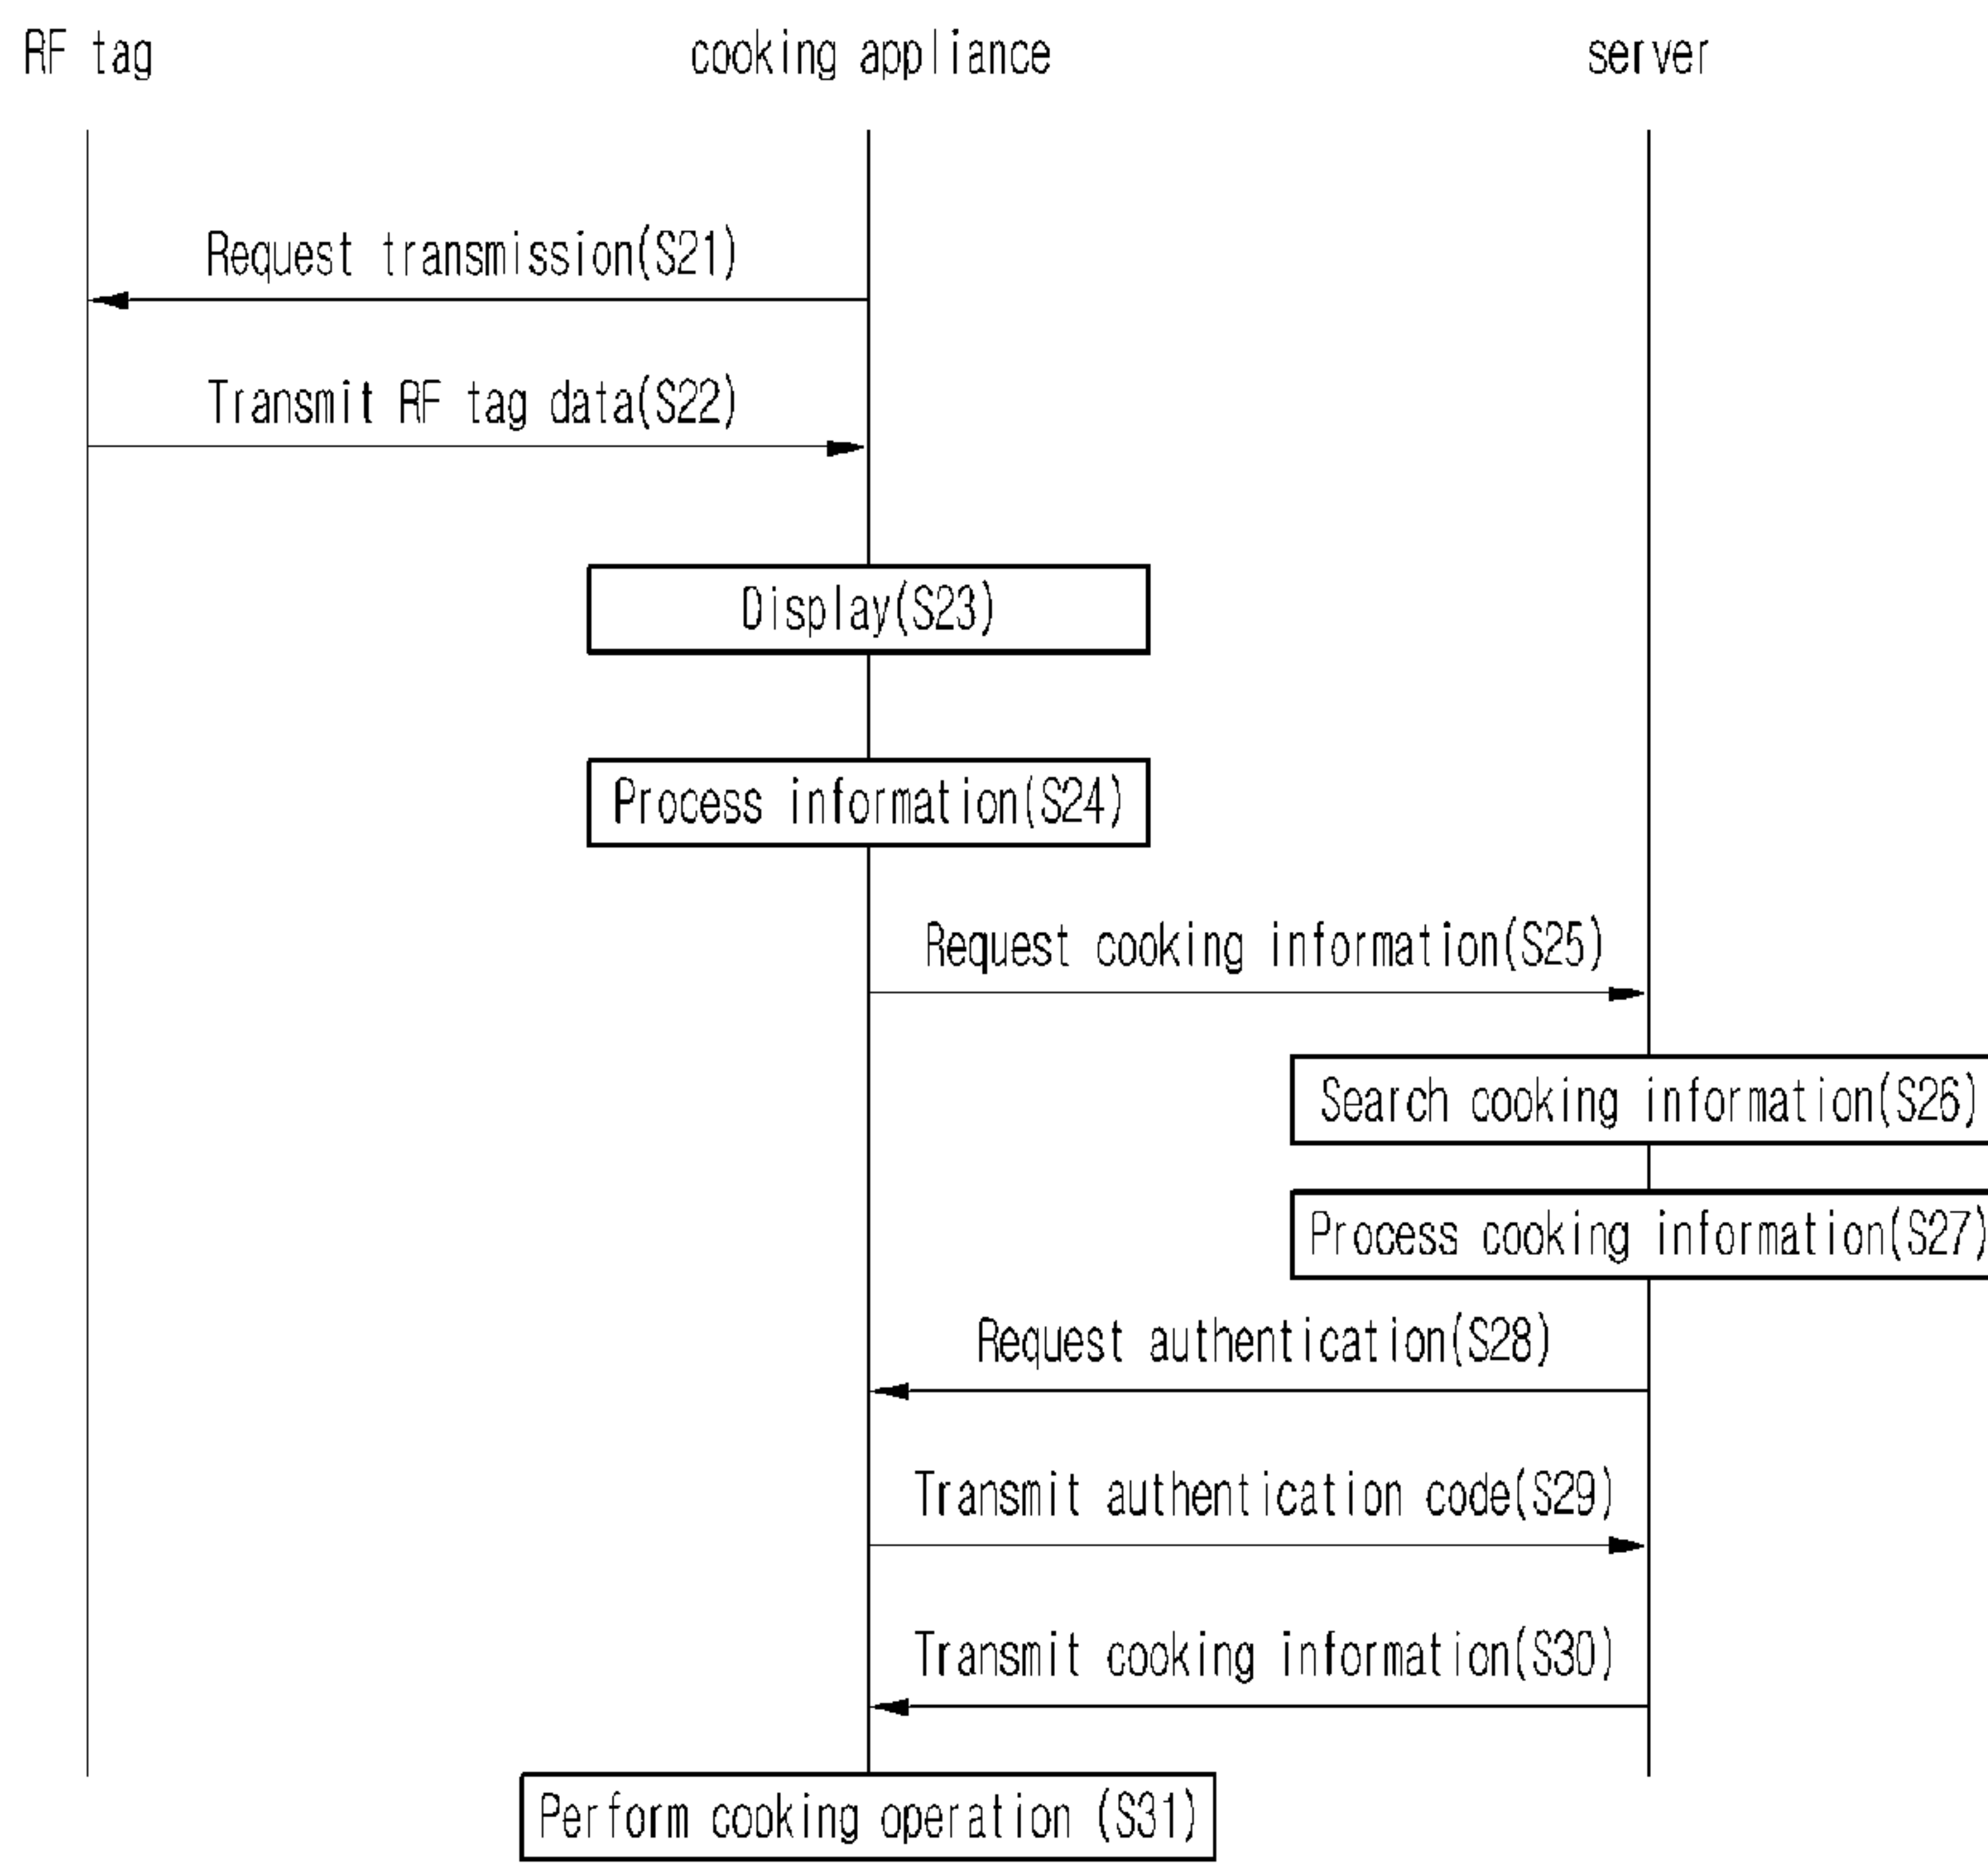 RF tag
cooking appliance
server
Request transmission(S21)
Transmit RF tag data(S22)
Display(S23)
Process information(S24)
Request cooking information(S25)
Search cooking information(S26)
Process cooking information(S27)
Request authentication(S28)
Transmit authentication code(S29)
Transmit cooking information(S30)
Perform cooking operation (S31)